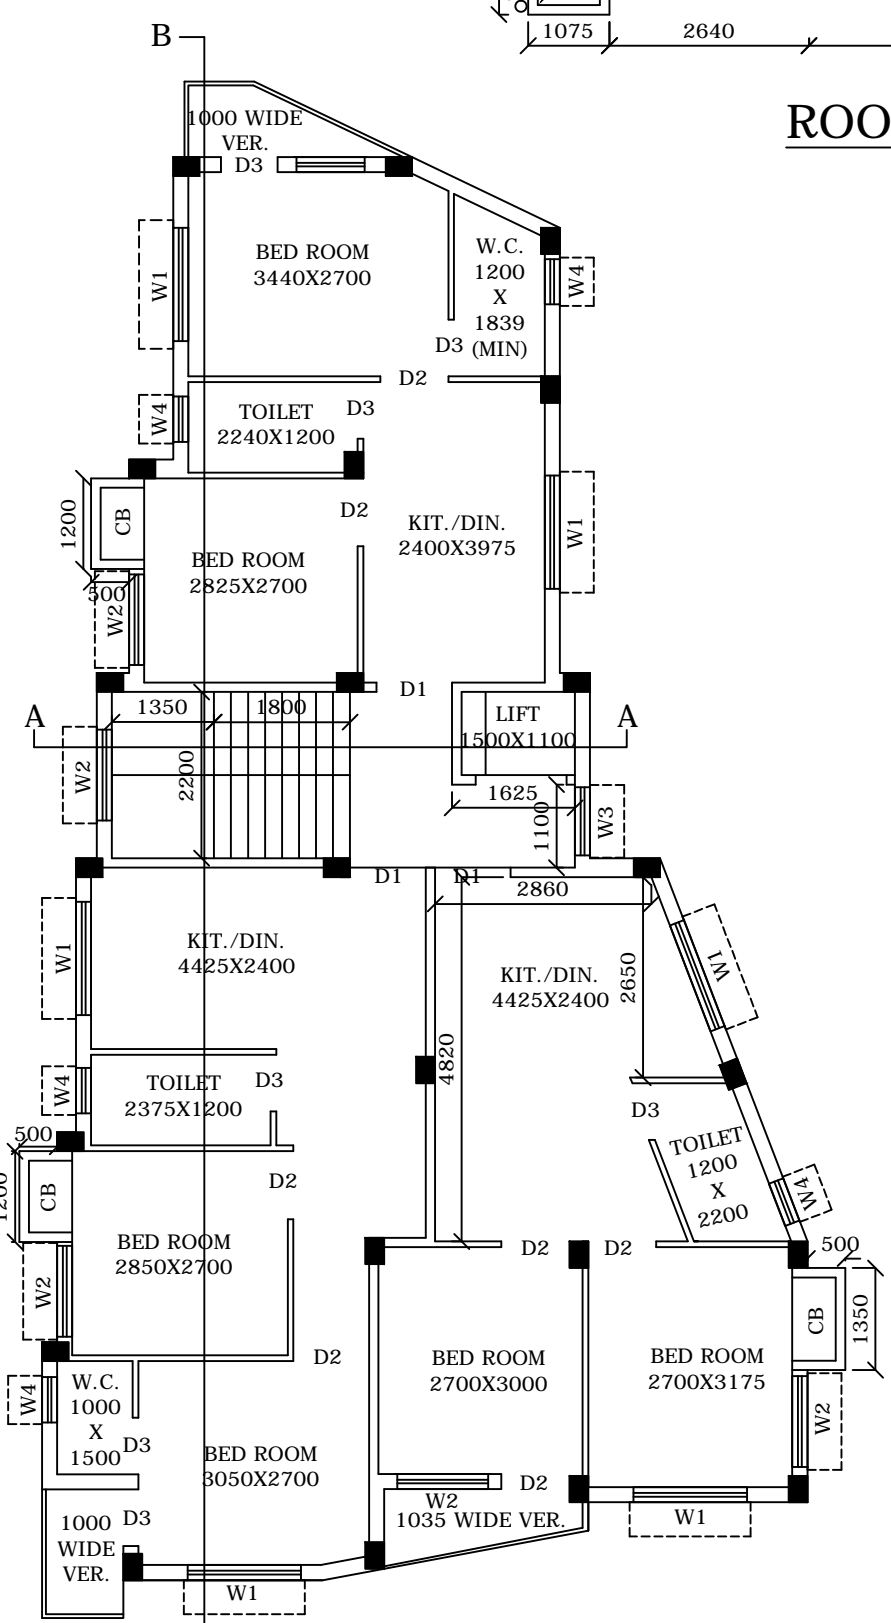 1075
2640
B
ROO
1000 WIDE
VER.
D3
BED ROOM
3440X2700
W.C.
1200
X
1839
(MIN)
W1
W4
D3
D2
TOILET
2240X1200
D3
W4
1200
CB
D2
KIT./DIN.
2400X3975
W1
BED ROOM
2825X2700
500
W2
D1
A
1350
1800
LIFT
1500X1100
A
W2
2200
1625
1100
W3
D1
D1
2860
W1
KIT./DIN.
4425X2400
KIT./DIN.
4425X2400
2650
W1
4820
W4
TOILET
2375X1200
D3
D3
TOILET
1200
X
2200
W4
500
1200
CB
D2
BED ROOM
2850X2700
W2
D2
D2
500
CB
1350
D2
BED ROOM
2700X3000
BED ROOM
2700X3175
W4
W.C.
1000
X
1500
D3
BED ROOM
3050X2700
W2
D2
W2
1035 WIDE VER.
W1
1000
WIDE
VER.
D3
W1